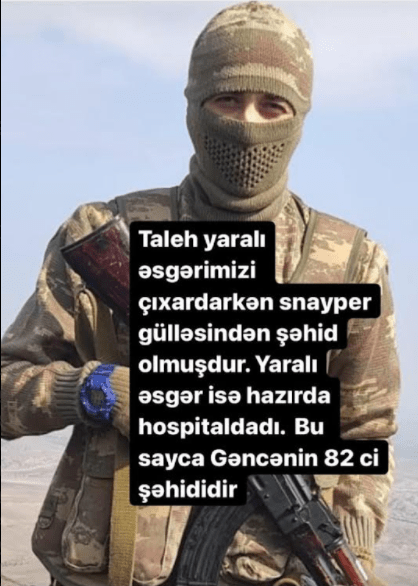 Taleh yaralı
əsgərimizi
çıxardarkən snayper
gülləsindən şəhid
olmuşdur. Yaralı
əsgər isə hazırda
hospitaldadı. Bu
sayca Gəncənin 82 ci
şəhididir